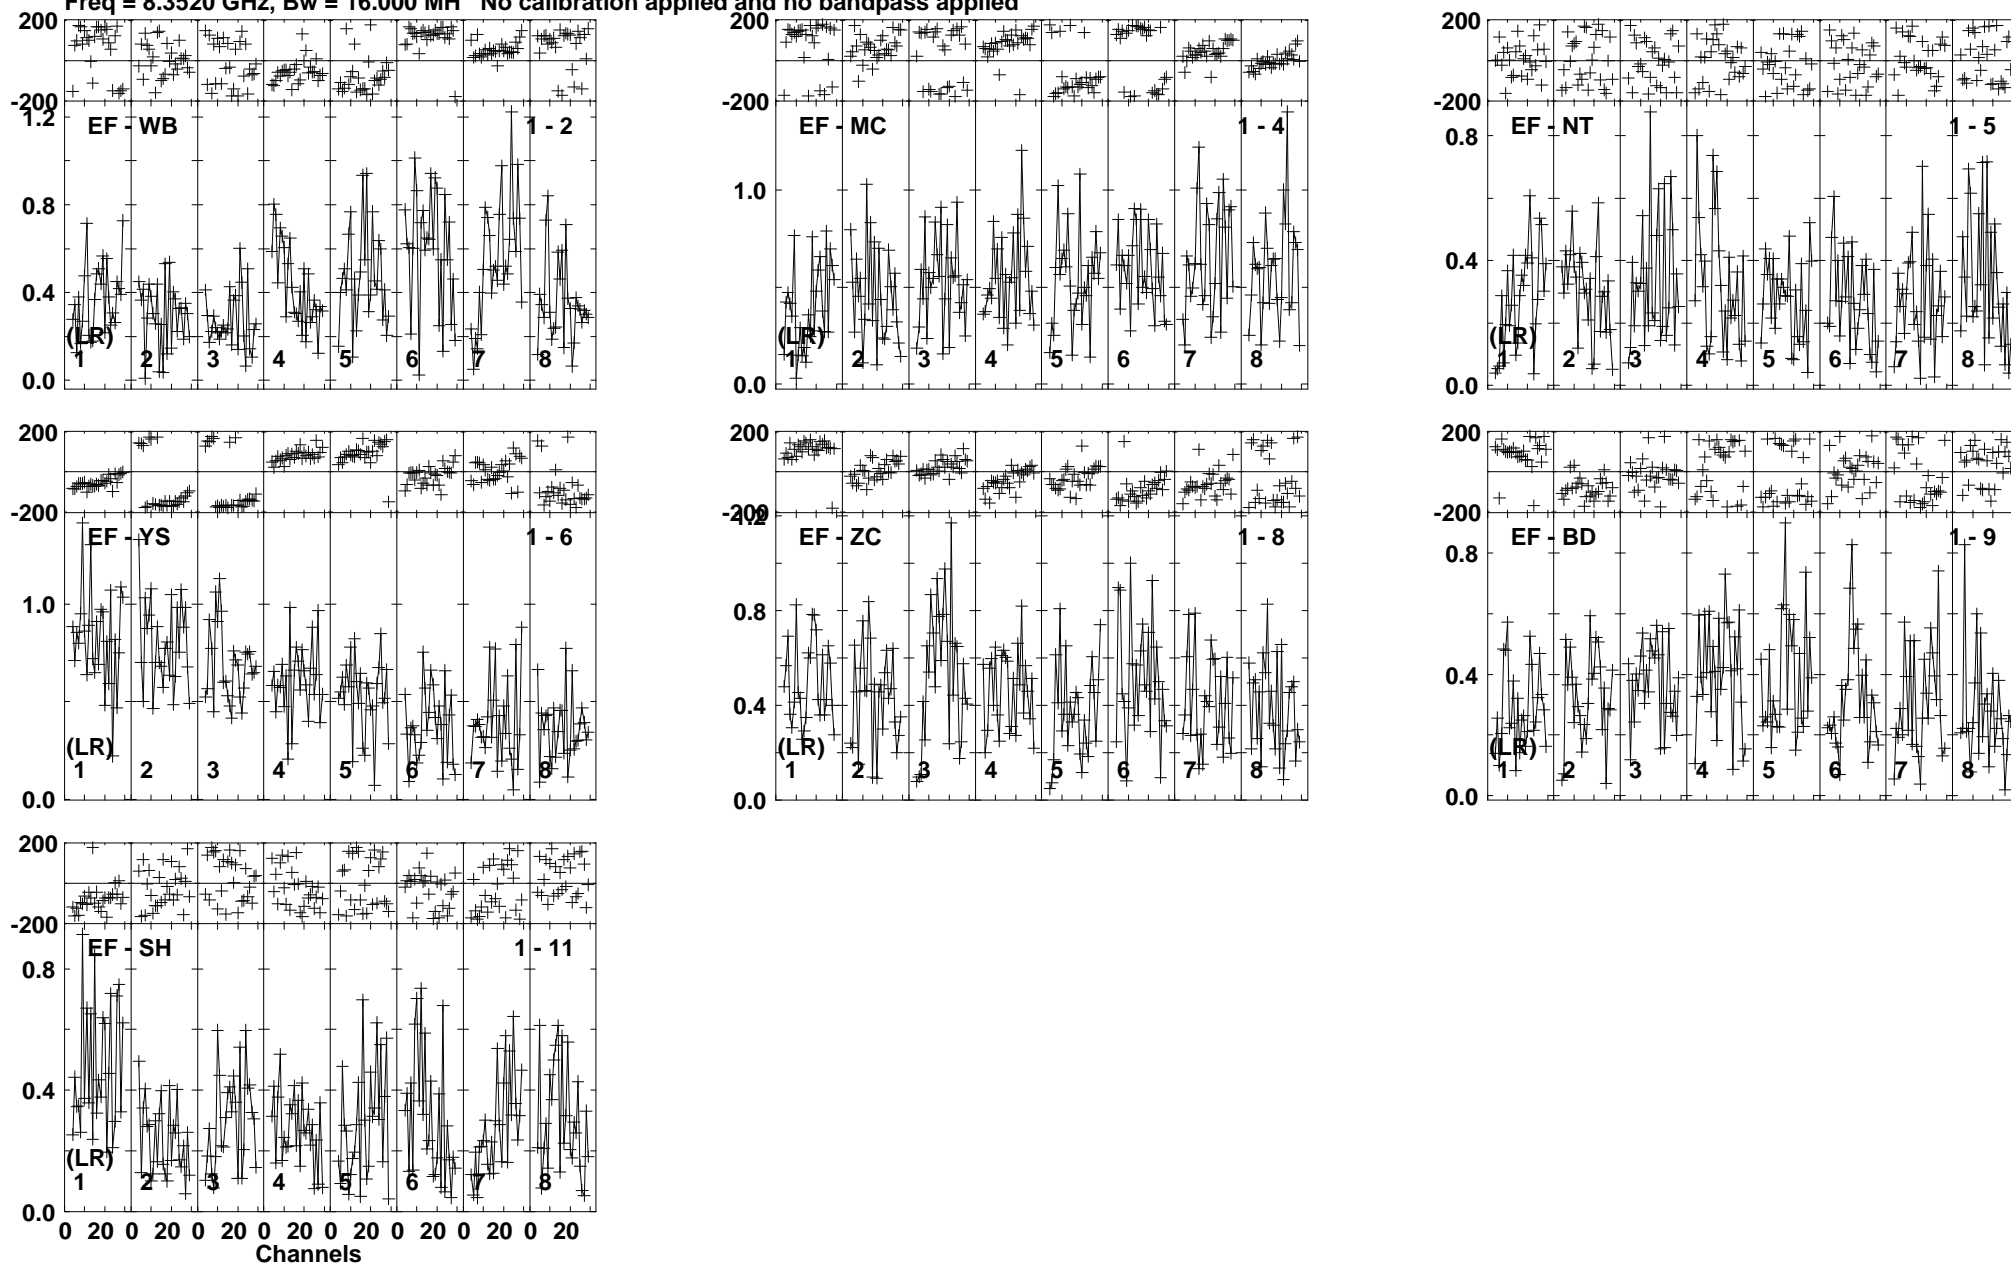 Freq = 8.3520 GHz, Bw = 16.000 MH No calibration applied and no bandpass applied
200
-200
1.2
0.8
0.4
0.0
EF - WB
1 - 2
(LR)
1 2 3 4 5 6 7 8
200
-200
1.0
0.0
EF - MC
1 - 4
(LR)
1 2 3 4 5 6 7 8
200
-200
0.8
0.4
0.0
EF - NT
1 - 5
(LR)
1 2 3 4 5 6 7 8
200
-200
1.0
0.0
EF - YS
1 - 6
(LR)
1 2 3 4 5 6 7 8
200
-200
1.2
0.8
0.4
0.0
EF - ZC
1 - 8
(LR)
1 2 3 4 5 6 7 8
200
-200
0.8
0.4
0.0
EF - BD
1 - 9
(LR)
1 2 3 4 5 6 7 8
200
-200
0.8
0.4
0.0
EF - SH
1 - 11
(LR)
1 2 3 4 5 6 7 8
0 20 0 20 0 20 0 20 0 20 0 20 0 20 0 20
Channels